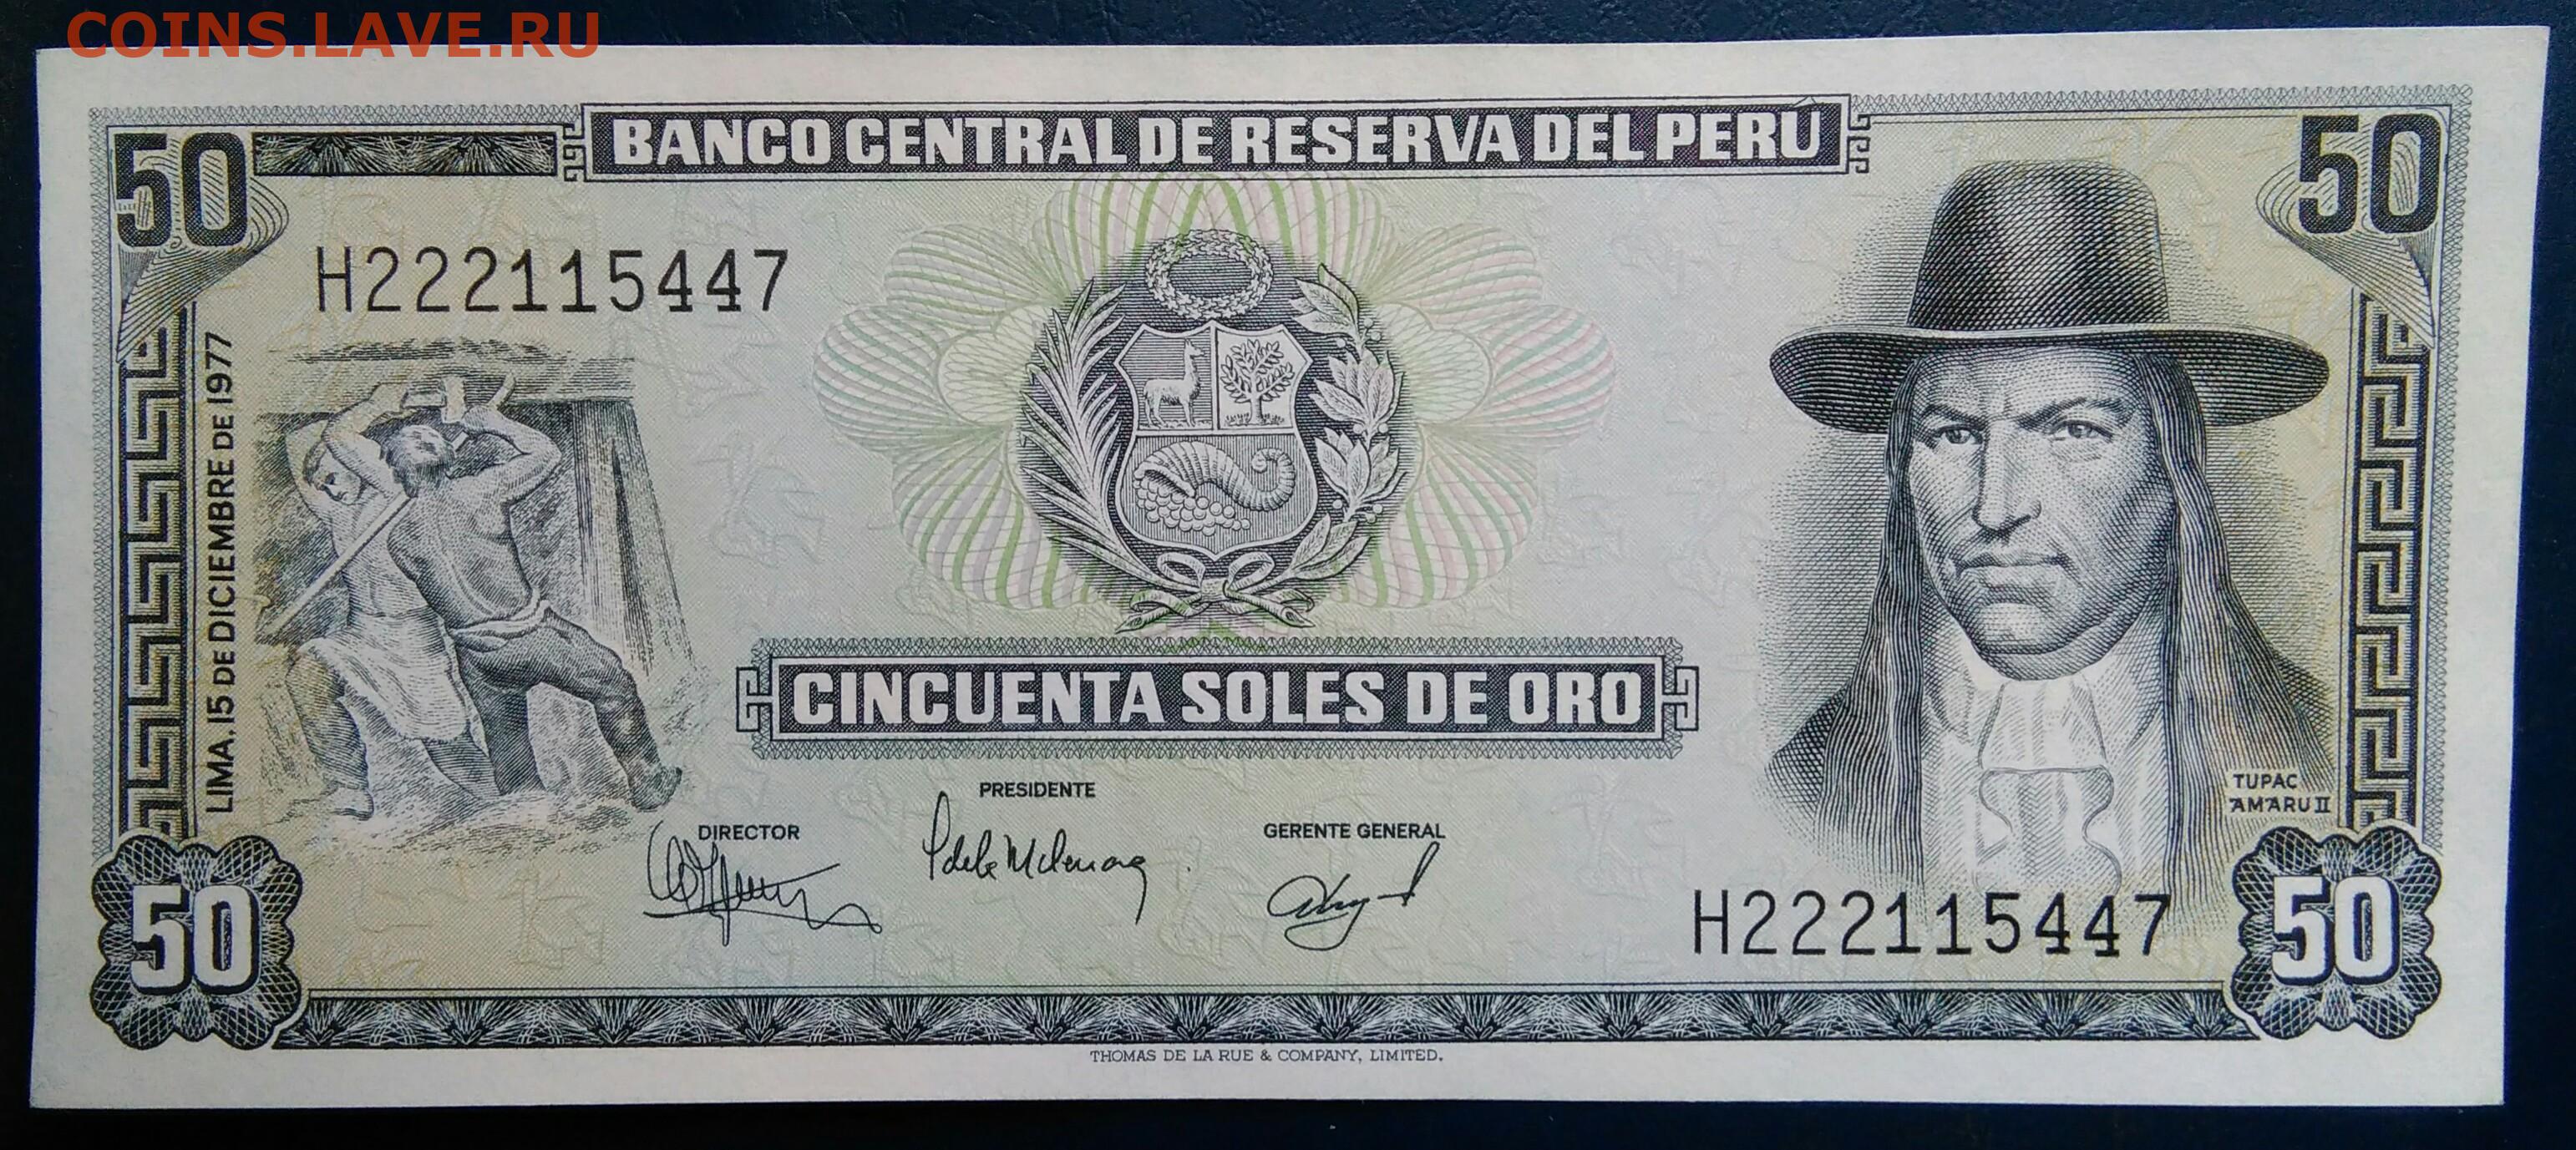 COINS.LAVE.RU
BANCO CENTRAL DE RESERVA DEL PERÚ
50
50
H222115447
LIMA, 15 DE DICIEMBRE DE 1977
CINCUENTA SOLES DE ORO
TUPAC
AMARU II
PRESIDENTE
DIRECTOR
GERENTE GENERAL
H222115447
50
50
THOMAS DE LA RUE & COMPANY, LIMITED.